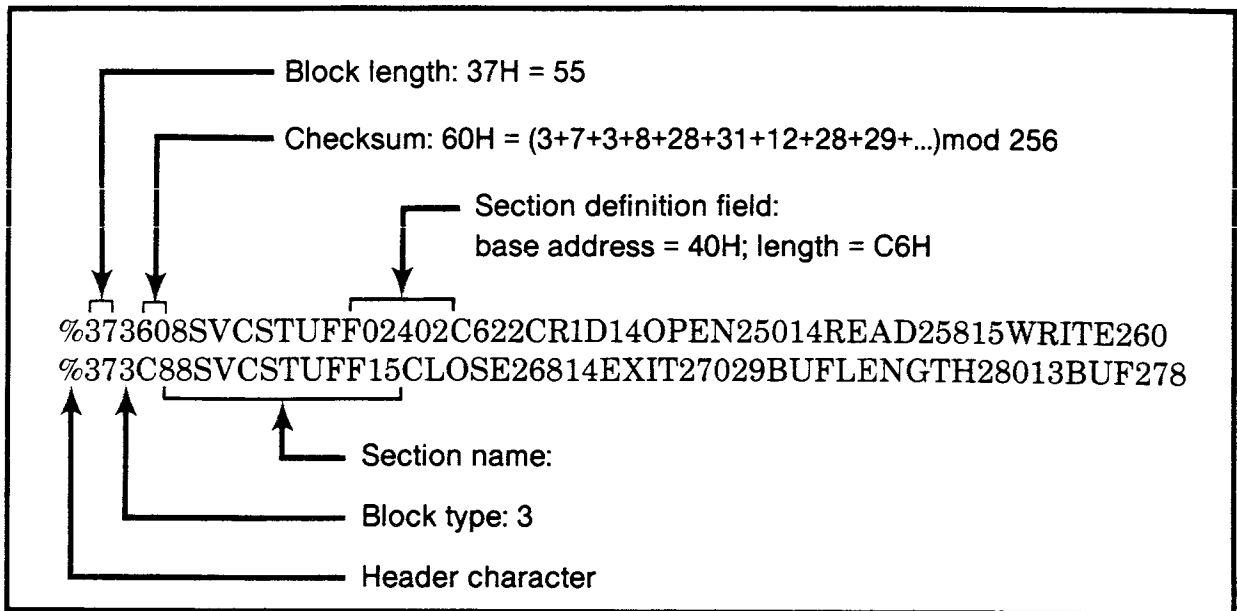 Block length: 37H = 55
Checksum: 60H = (3+7+3+8+28+31+12+28+29+...)mod 256
Section definition field:
base address = 40H; length = C6H
%373608SVCSTUFFF02402C622CR1D14OPEN25014READ25815WRITE260
%373C88SVCSTUFF15CLOSE26814EXIT27029BUFLENGTH28013BUF278
Section name:
Block type: 3
Header character